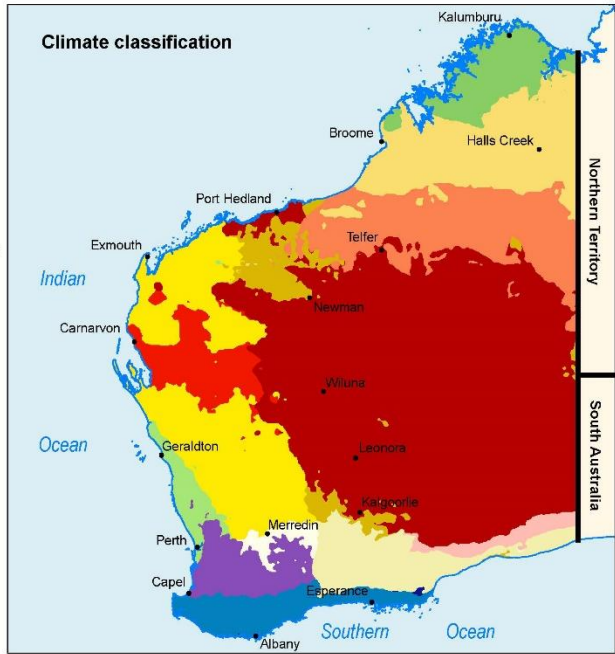 Climate classification
Kalumburu
Broome
Halls Creek
Northern Territory
Port Hedland
Telfer
Exmouth
Indian
Newman
Carnarvon
Wiluna
South Australia
Ocean
Geraldton
Leonora
Kalgoorlie
Merredin
Perth
Capel
Esperance
Southern
Ocean
Albany